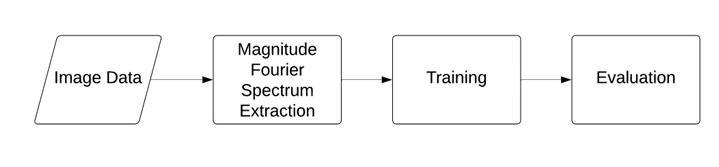 Image Data
Magnitude
Fourier
Spectrum
Extraction
Training
Evaluation